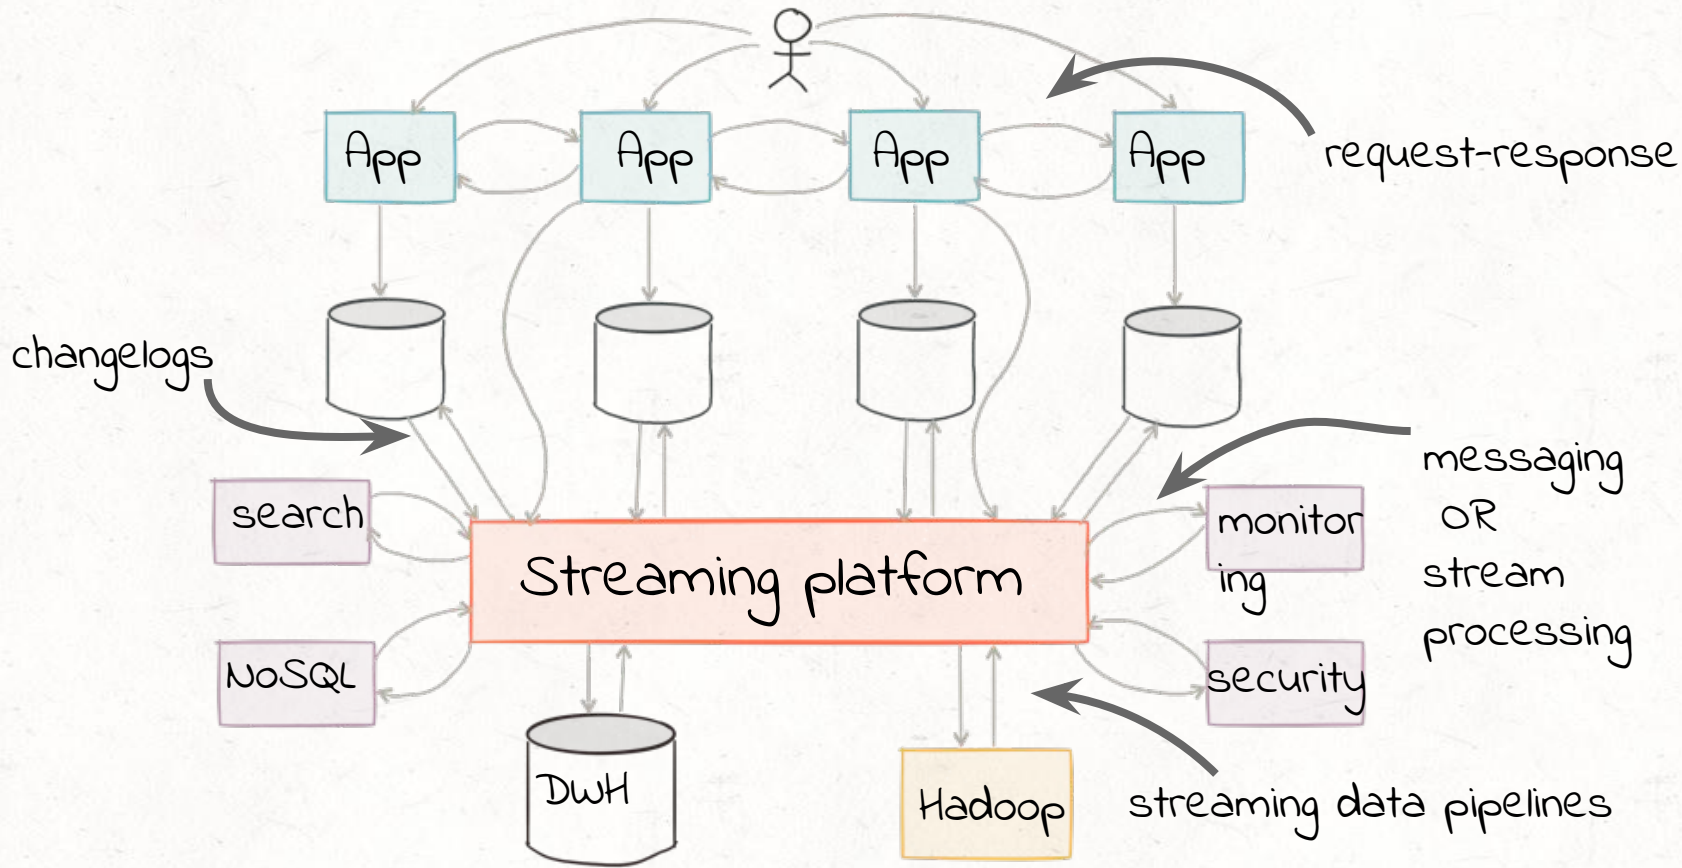 App
App
App
App
request-response
changelogs
messaging
OR
stream
processing
search
monitor
ing
Streaming platform
NoSQL
security
DWH
Hadoop
streaming data pipelines